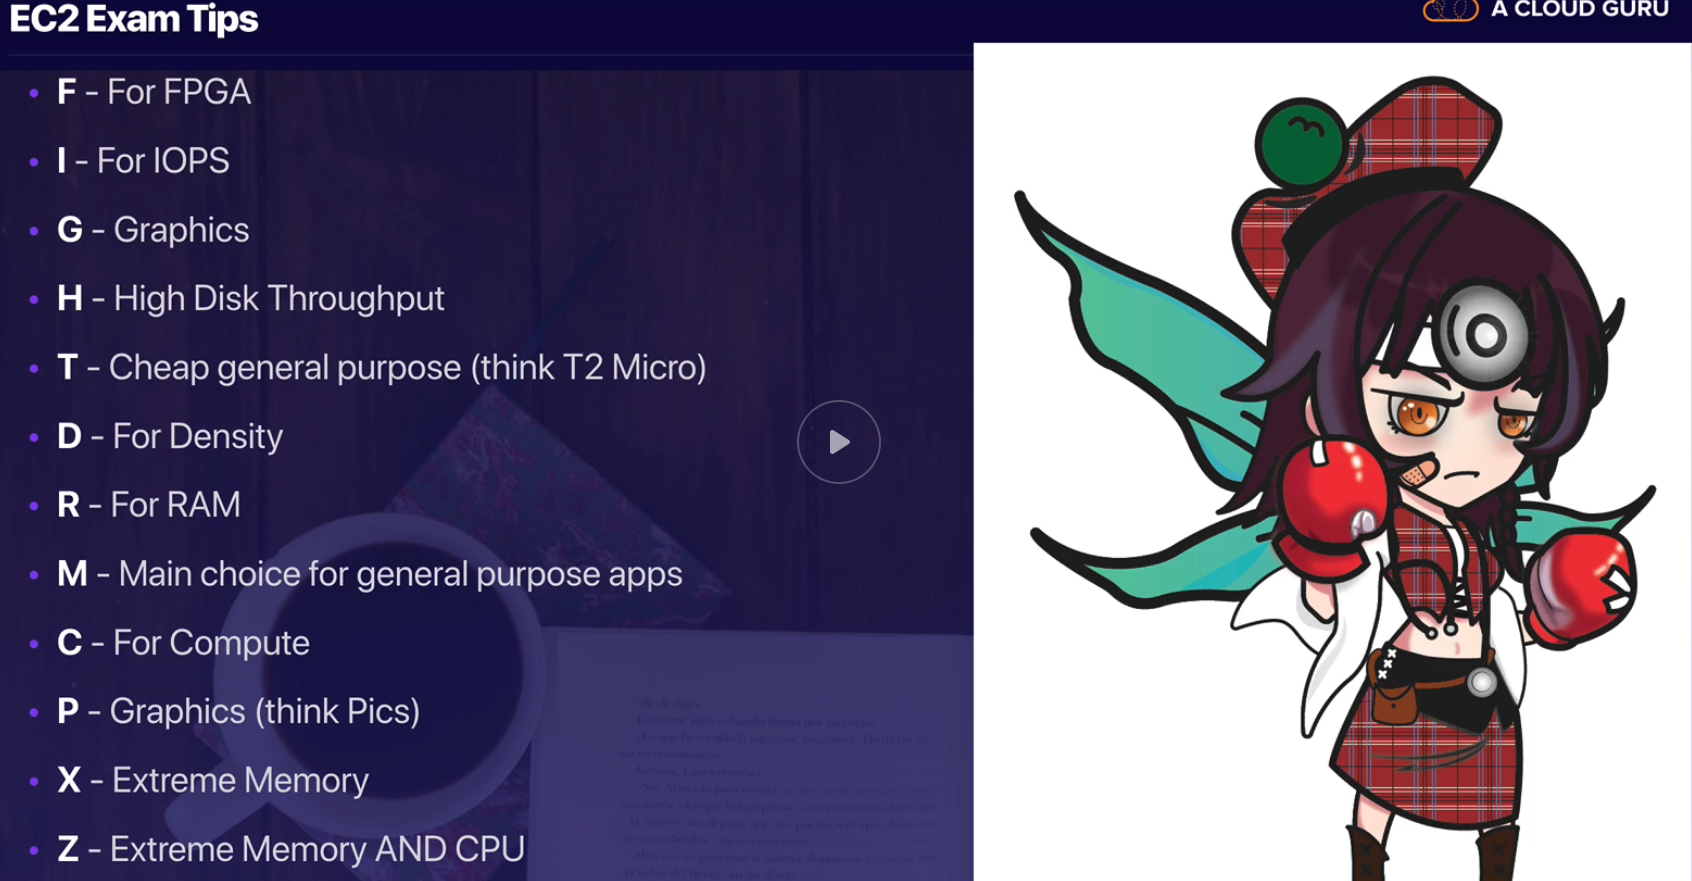 EC2 Exam Tips
A CLOUD GURU
• F - For FPGA
• I - For IOPS
• G - Graphics
• H - High Disk Throughput
• T - Cheap general purpose (think T2 Micro)
• D - For Density
• R - For RAM
• M - Main choice for general purpose apps
• C - For Compute
• P - Graphics (think Pics)
• X - Extreme Memory
• Z - Extreme Memory AND CPU